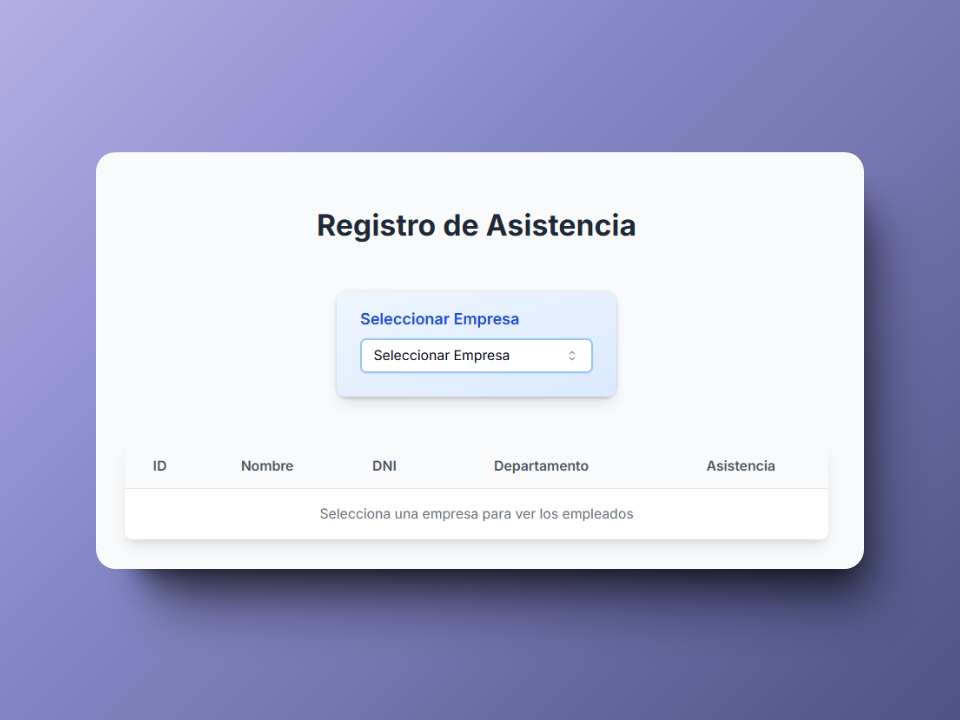 Registro de Asistencia
Seleccionar Empresa
Seleccionar Empresa
ID Nombre DNI Departamento Asistencia
Selecciona una empresa para ver los empleados